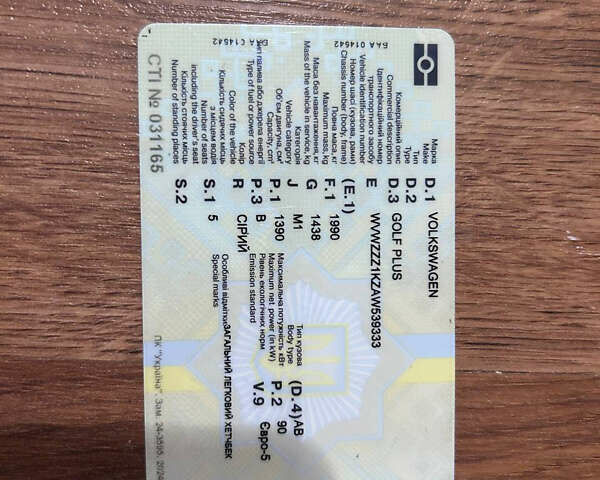 БАА 014542
БАА 014542
Марка
Make D.1 VOLKSWAGEN
Тип
Type D.2
Комерційний опис
Commercial description D.3 GOLF PLUS
Ідентифікаційний номер
транспортного засобу
Vehicle identification number E WVWZZZ1KZAW539333
Номер шасі (кузова, рами)
Chassis number (body, frame) (E.1)
Повна маса, кг
Maximum mass, kg F.1 1990
Маса без навантаження, кг
Mass of the vehicle in service, kg G 1438
Категорія
Vehicle category J M1
Тип кузова
Body type (D.4) AB
Об'єм двигуна, см³
Capacity, cm³ P.1 1390
Максимальна потужність кВт
Maximum net power (in kW) P.2 90
Тип палива або джерела енергії
Type of fuel or power source P.3 B
Рівень екологічних норм
Emission standard V.9 Євро-5
Колір
Color of the vehicle R СІРИЙ
Кількість сидячих місць
з місцем водія
Number of seats
including the driver's seat S.1 5
Кількість стоячих місць
Number of standing places S.2
Особливі відмітки ЗАГАЛЬНИЙ ЛЕГКОВИЙ ХЕТЧБЕК
Special marks
СТІ № 031165
ПК "Україна". Зам. 24-3595.